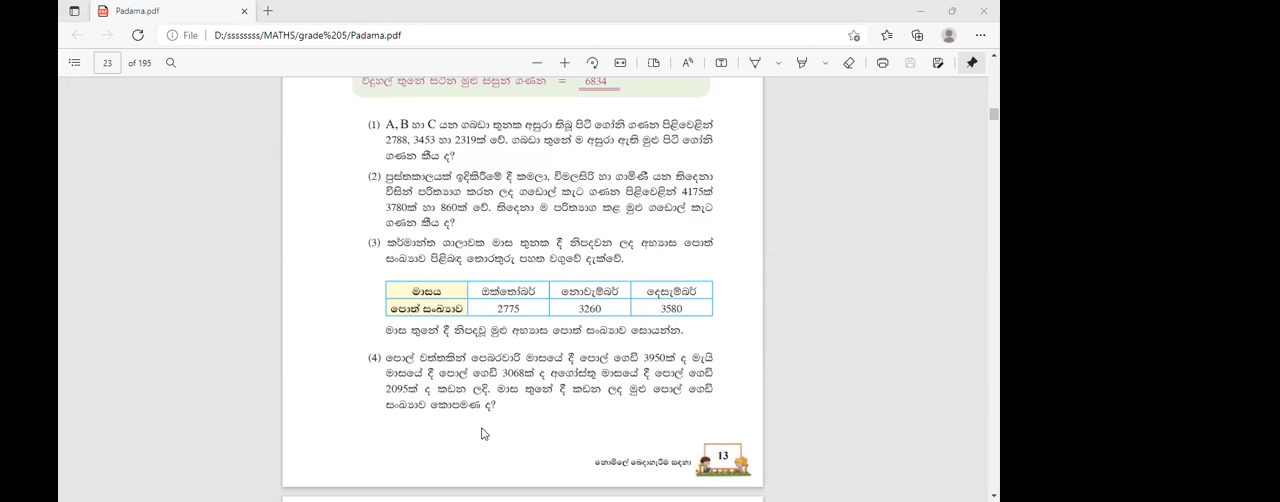 Padama.pdf
File D:/ssssssss/MATHS/grade%205/Padama.pdf
23 of 195
විදුහල් තුනේ සිටින මුළු සිසුන් ගණන = 6834
(1) A, B හා C යන ගබඩා තුනක අසුරා තිබූ පිටි ගෝනි ගණන පිළිවෙළින්
2788, 3453 හා 2319ක් වේ. ගබඩා තුනේ ම අසුරා ඇති මුළු පිටි ගෝනි
ගණන කීය ද?
(2) පුස්තකාලයක් ඉදිකිරීමේ දී කමලා, විමලසිරි හා ගාමිණී යන තිදෙනා
විසින් පරිත්‍යාග කරන ලද ගඩොල් කැට ගණන පිළිවෙළින් 4175ක්
3780ක් හා 860ක් වේ. තිදෙනා ම පරිත්‍යාග කළ මුළු ගඩොල් කැට
ගණන කීය ද?
(3) කර්මාන්ත ශාලාවක මාස තුනක දී නිපදවන ලද අභ්‍යාස පොත්
සංඛ්‍යාව පිළිබඳ තොරතුරු පහත වගුවේ දැක්වේ.
මාසය ඔක්තෝබර් නොවැම්බර් දෙසැම්බර්
පොත් සංඛ්‍යාව 2775 3260 3580
මාස තුනේ දී නිපදවූ මුළු අභ්‍යාස පොත් සංඛ්‍යාව සොයන්න.
(4) පොල් වත්තකින් පෙබරවාරි මාසයේ දී පොල් ගෙඩි 3950ක් ද මැයි
මාසයේ දී පොල් ගෙඩි 3068ක් ද අගෝස්තු මාසයේ දී පොල් ගෙඩි
2095ක් ද කඩන ලදි. මාස තුනේ දී කඩන ලද මුළු පොල් ගෙඩි
සංඛ්‍යාව කොපමණ ද?
නොමිලේ බෙදාහැරීම සඳහා 13